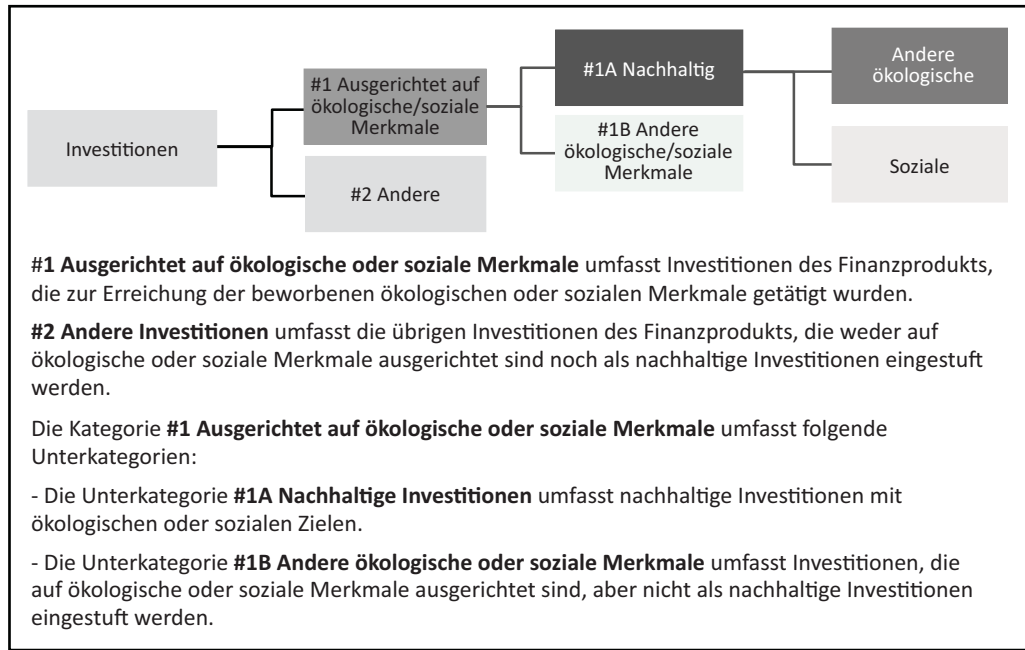 Investitionen
#1 Ausgerichtet auf
ökologische/soziale
Merkmale
#2 Andere
#1A Nachhaltig
#1B Andere
ökologische/soziale
Merkmale
Andere
ökologische
Soziale
#1 Ausgerichtet auf ökologische oder soziale Merkmale umfasst Investitionen des Finanzprodukts,
die zur Erreichung der beworbenen ökologischen oder sozialen Merkmale getätigt wurden.
#2 Andere Investitionen umfasst die übrigen Investitionen des Finanzprodukts, die weder auf
ökologische oder soziale Merkmale ausgerichtet sind noch als nachhaltige Investitionen eingestuft
werden.
Die Kategorie #1 Ausgerichtet auf ökologische oder soziale Merkmale umfasst folgende
Unterkategorien:
- Die Unterkategorie #1A Nachhaltige Investitionen umfasst nachhaltige Investitionen mit
ökologischen oder sozialen Zielen.
- Die Unterkategorie #1B Andere ökologische oder soziale Merkmale umfasst Investitionen, die
auf ökologische oder soziale Merkmale ausgerichtet sind, aber nicht als nachhaltige Investitionen
eingestuft werden.